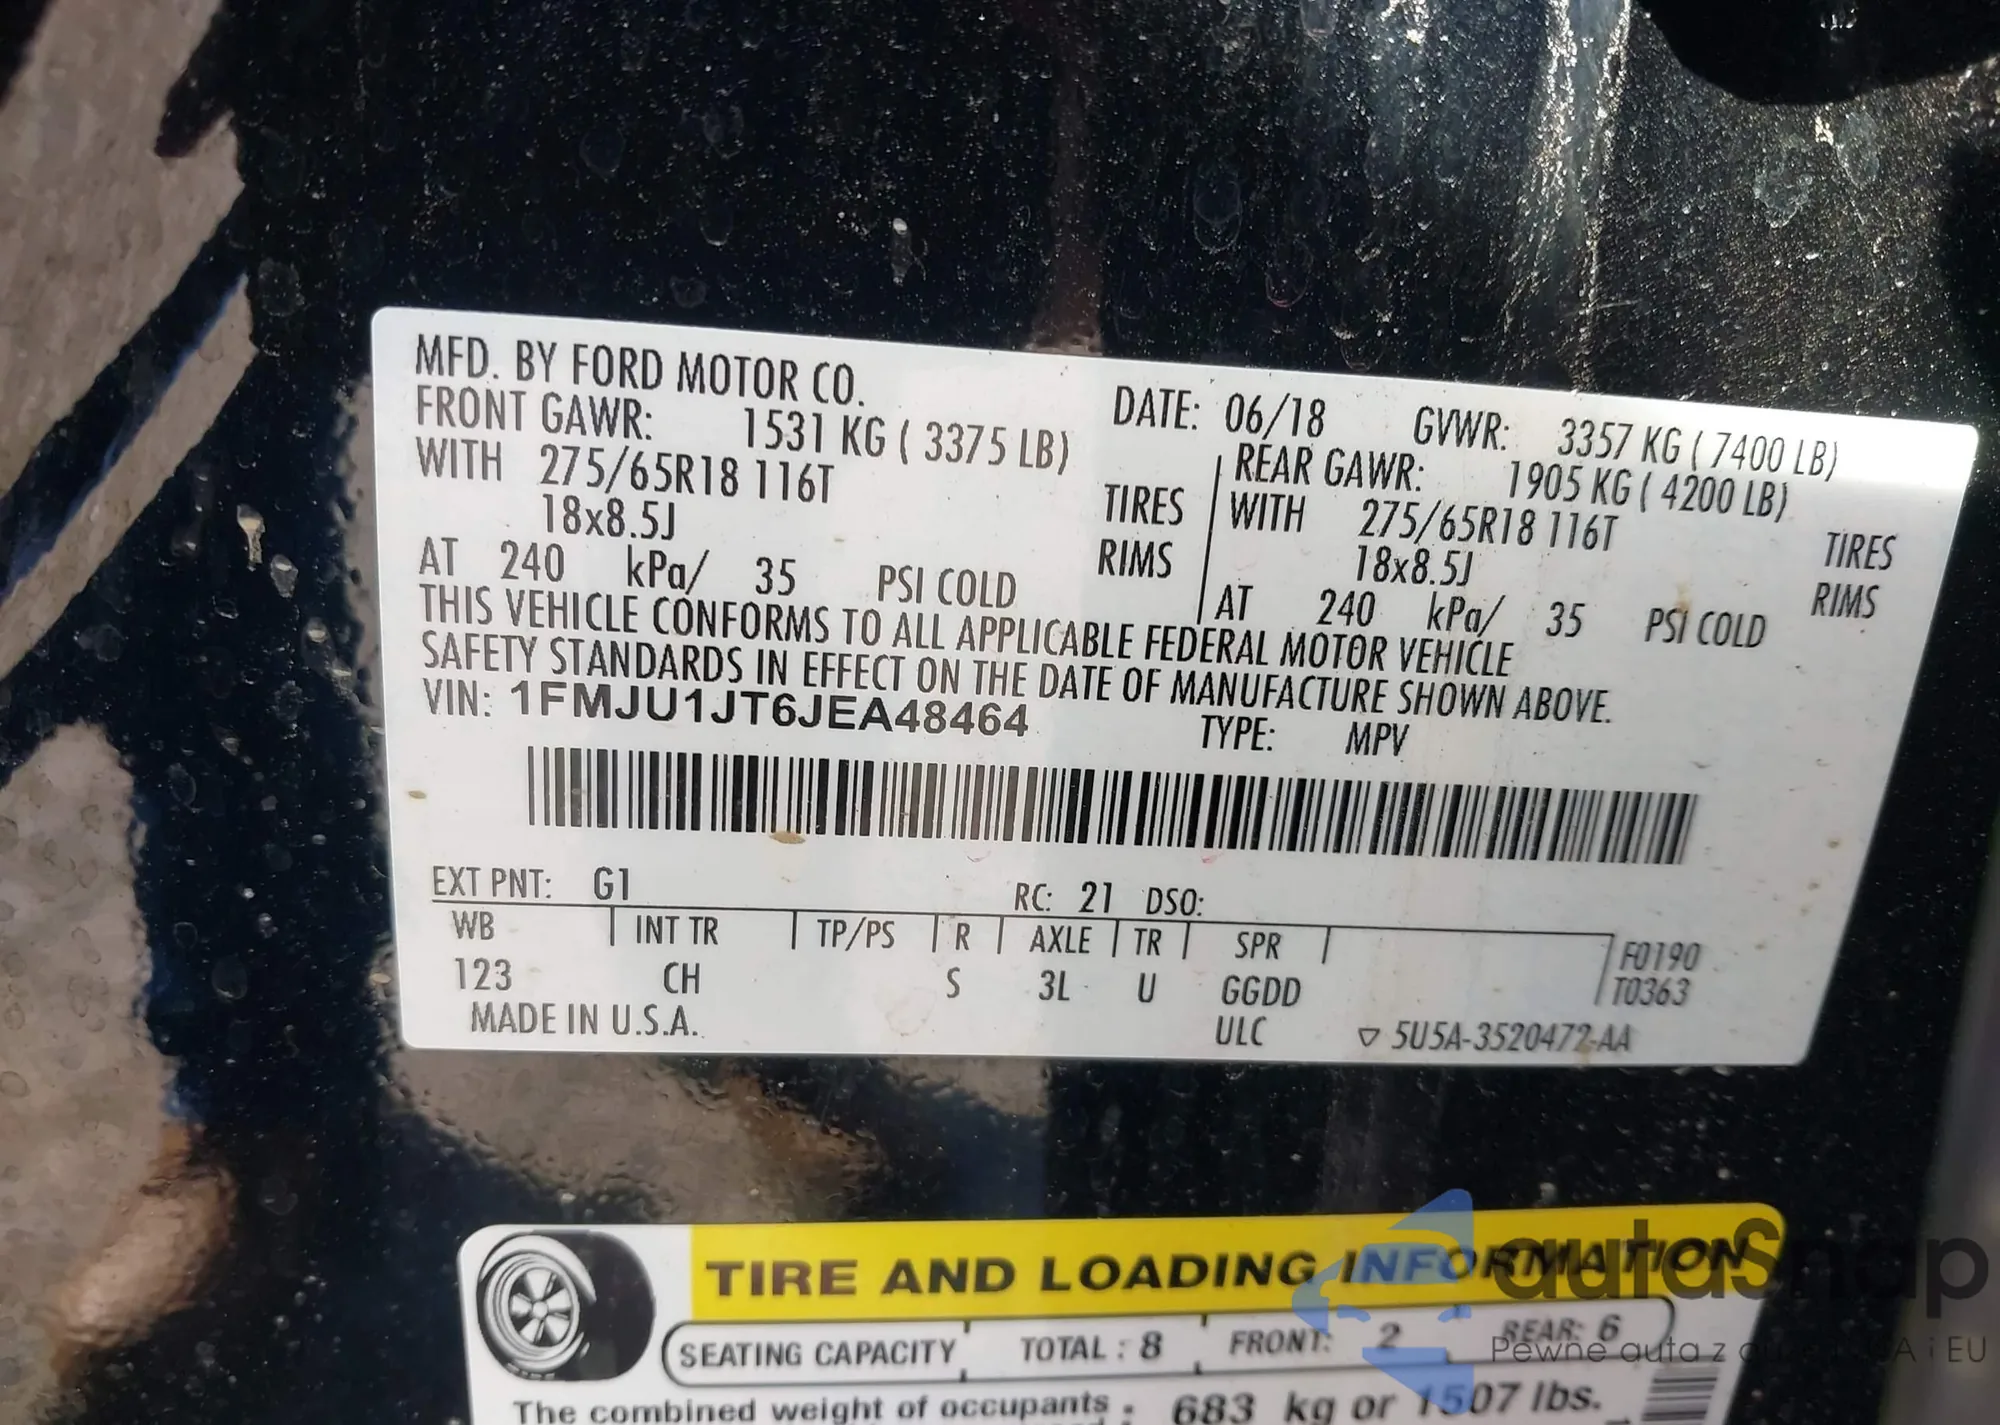 MFD. BY FORD MOTOR CO.
DATE: 06/18 GVWR: 3357 KG ( 7400 LB)
FRONT GAWR: 1531 KG ( 3375 LB)
REAR GAWR: 1905 KG ( 4200 LB)
WITH 275/65R18 116T TIRES
WITH 275/65R18 116T TIRES
18x8.5J RIMS
18x8.5J RIMS
AT 240 kPa/ 35 PSI COLD
AT 240 kPa/ 35 PSI COLD
THIS VEHICLE CONFORMS TO ALL APPLICABLE FEDERAL MOTOR VEHICLE
SAFETY STANDARDS IN EFFECT ON THE DATE OF MANUFACTURE SHOWN ABOVE.
VIN: 1FMJU1JT6JEA48464
TYPE: MPV
EXT PNT: G1 RC: 21 DSO:
WB INT TR TP/PS R AXLE TR SPR F0190
123 CH S 3L U GGDD T0363
MADE IN U.S.A. ULC ▽ 5U5A-3520472-AA
TIRE AND LOADING INFORMATION
SEATING CAPACITY TOTAL : 8 FRONT: 2 REAR: 6
The combined weight of occupants : 683 kg or 1507 lbs.
autoSnap
Pewne auta z USA i EU